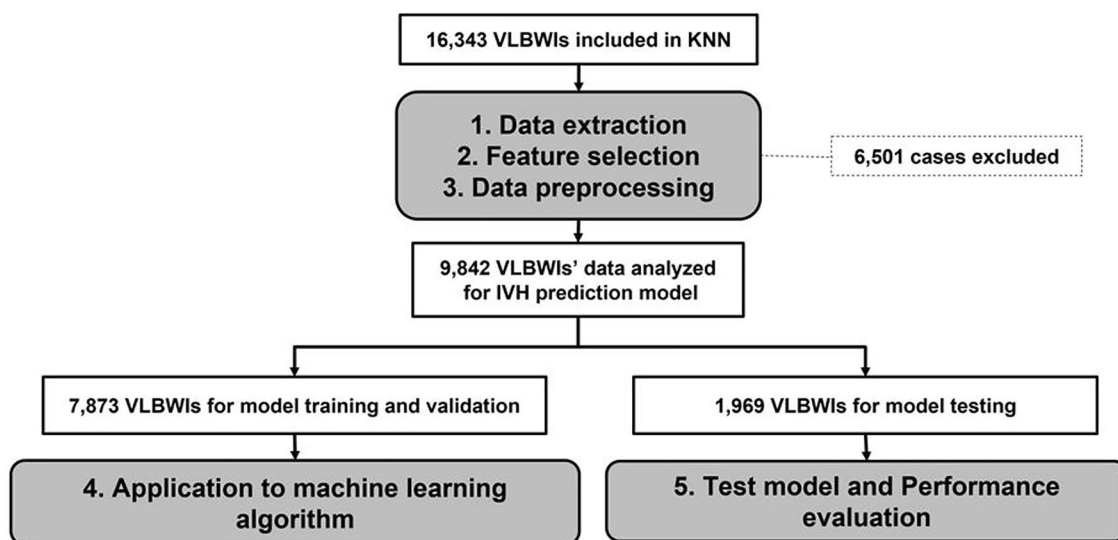 16,343 VLBWIs included in KNN
1. Data extraction
2. Feature selection
3. Data preprocessing
6,501 cases excluded
9,842 VLBWIs’ data analyzed
for IVH prediction model
7,873 VLBWIs for model training and validation
1,969 VLBWIs for model testing
4. Application to machine learning
algorithm
5. Test model and Performance
evaluation